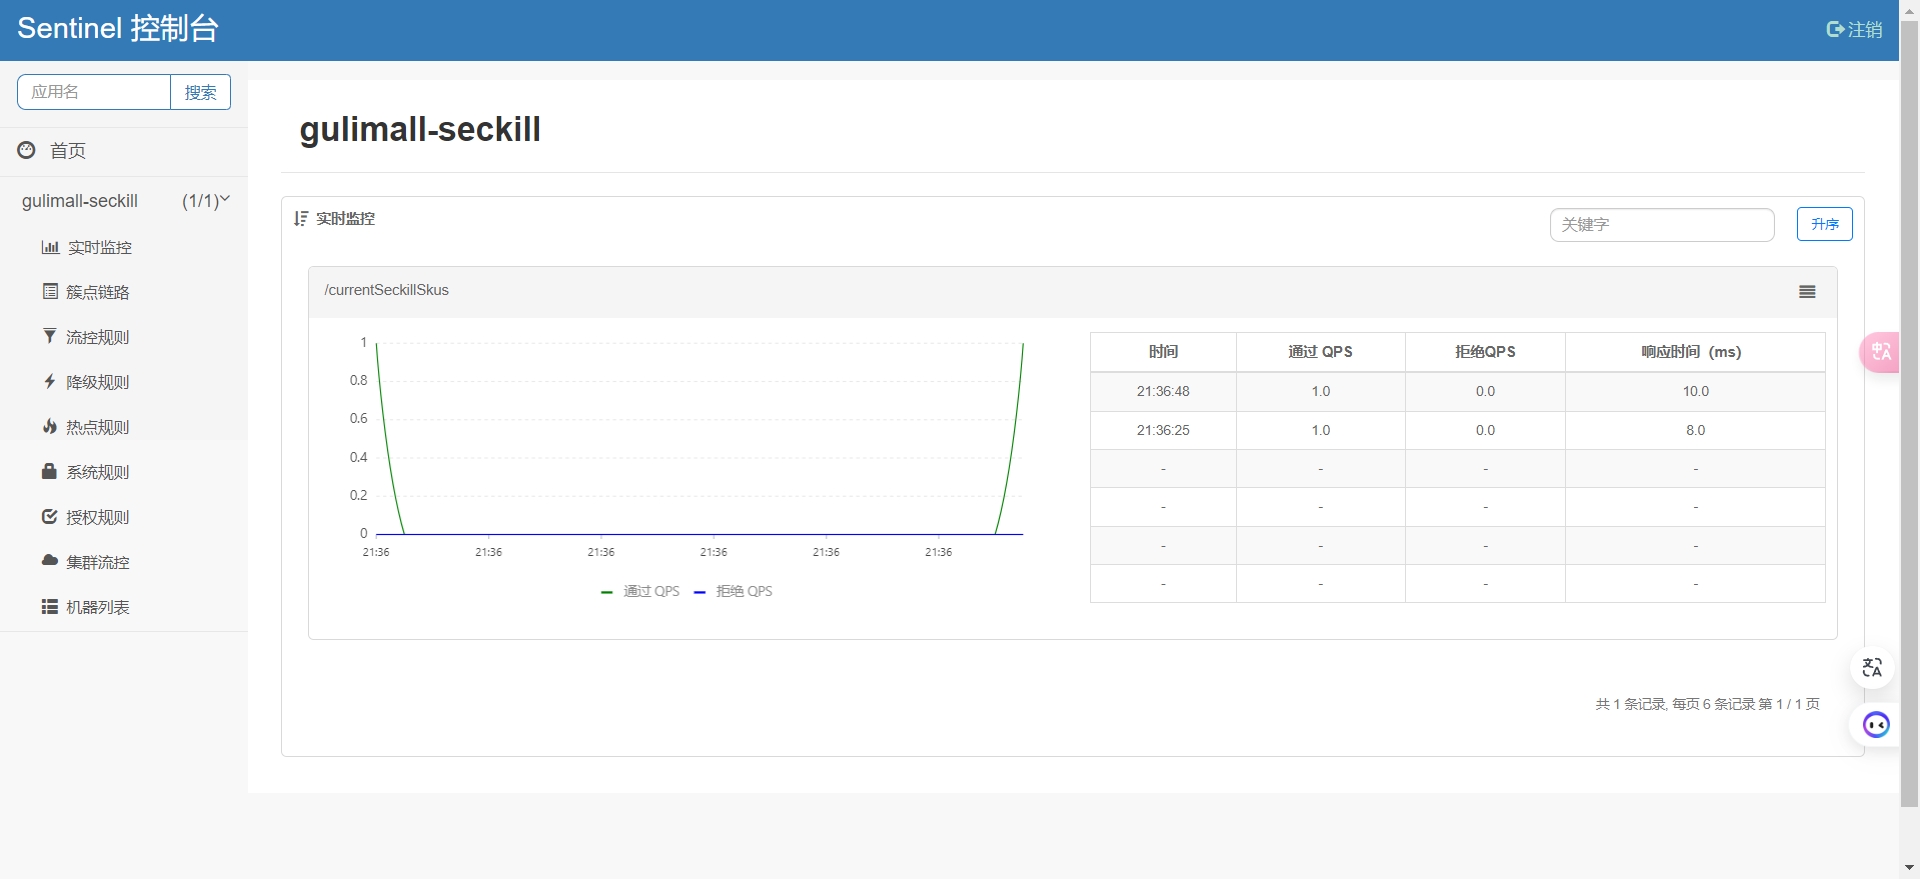 Sentinel 控制台
注销
应用名
搜索
首页
gulimall-seckill (1/1)
实时监控
簇点链路
流控规则
降级规则
热点规则
系统规则
授权规则
集群流控
机器列表
gulimall-seckill
实时监控
关键字
升序
/currentSeckillSkus
1
0.8
0.6
0.4
0.2
0
21:36 21:36 21:36 21:36 21:36 21:36
通过 QPS 拒绝 QPS
时间 通过 QPS 拒绝QPS 响应时间 (ms)
21:36:48 1.0 0.0 10.0
21:36:25 1.0 0.0 8.0
- - - -
- - - -
- - - -
- - - -
共 1 条记录, 每页 6 条记录 第 1 / 1 页
中A
文A